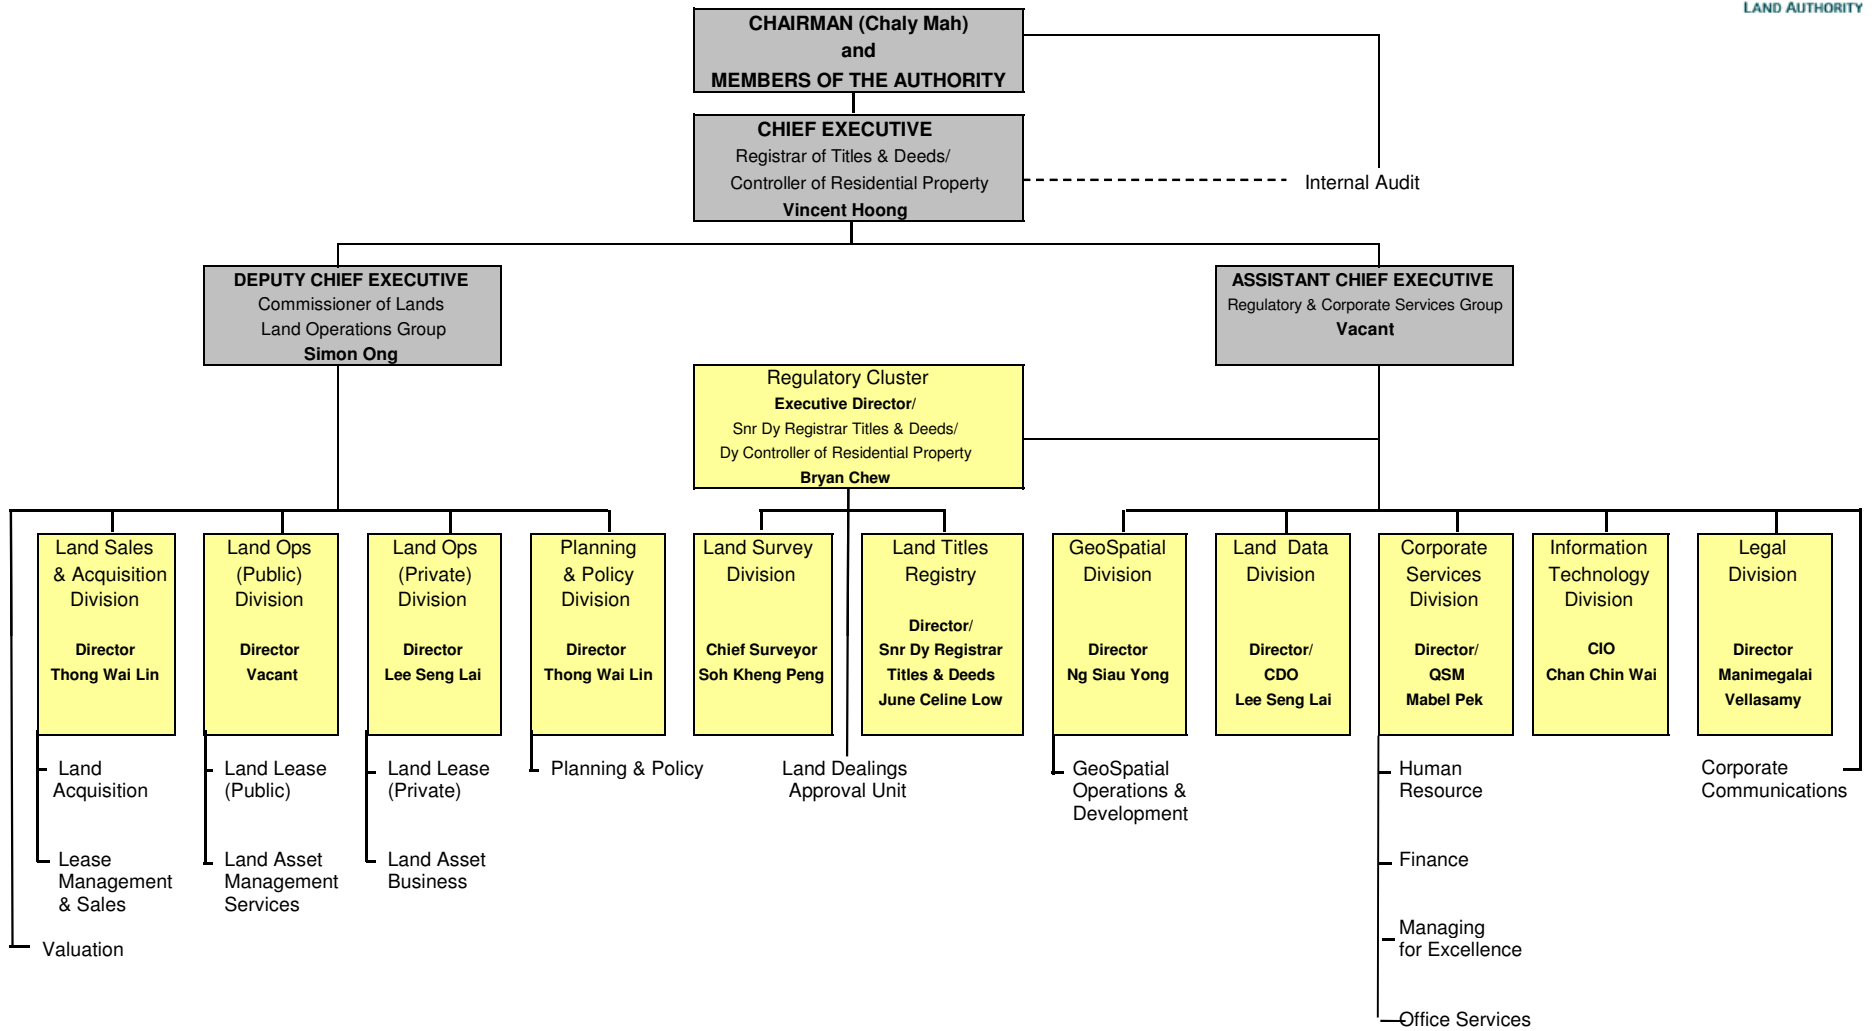 LAND AUTHORITY
CHAIRMAN (Chaly Mah)
and
MEMBERS OF THE AUTHORITY
CHIEF EXECUTIVE
Registrar of Titles & Deeds/
Controller of Residential Property
Vincent Hoong
Internal Audit
DEPUTY CHIEF EXECUTIVE
Commissioner of Lands
Land Operations Group
Simon Ong
ASSISTANT CHIEF EXECUTIVE
Regulatory & Corporate Services Group
Vacant
Regulatory Cluster
Executive Director/
Snr Dy Registrar Titles & Deeds/
Dy Controller of Residential Property
Bryan Chew
Land Sales
& Acquisition
Division
Director
Thong Wai Lin
Land Ops
(Public)
Division
Director
Vacant
Land Ops
(Private)
Division
Director
Lee Seng Lai
Planning
& Policy
Division
Director
Thong Wai Lin
Land Survey
Division
Chief Surveyor
Soh Kheng Peng
Land Titles
Registry
Director/
Snr Dy Registrar
Titles & Deeds
June Celine Low
GeoSpatial
Division
Director
Ng Siau Yong
Land Data
Division
Director/
CDO
Lee Seng Lai
Corporate
Services
Division
Director/
QSM
Mabel Pek
Information
Technology
Division
CIO
Chan Chin Wai
Legal
Division
Director
Manimegalai
Vellasamy
Land
Acquisition
Lease
Management
& Sales
Valuation
Land Lease
(Public)
Land Asset
Management
Services
Land Lease
(Private)
Land Asset
Business
Planning & Policy
Land Dealings
Approval Unit
GeoSpatial
Operations &
Development
Human
Resource
Finance
Managing
for Excellence
Office Services
Corporate
Communications